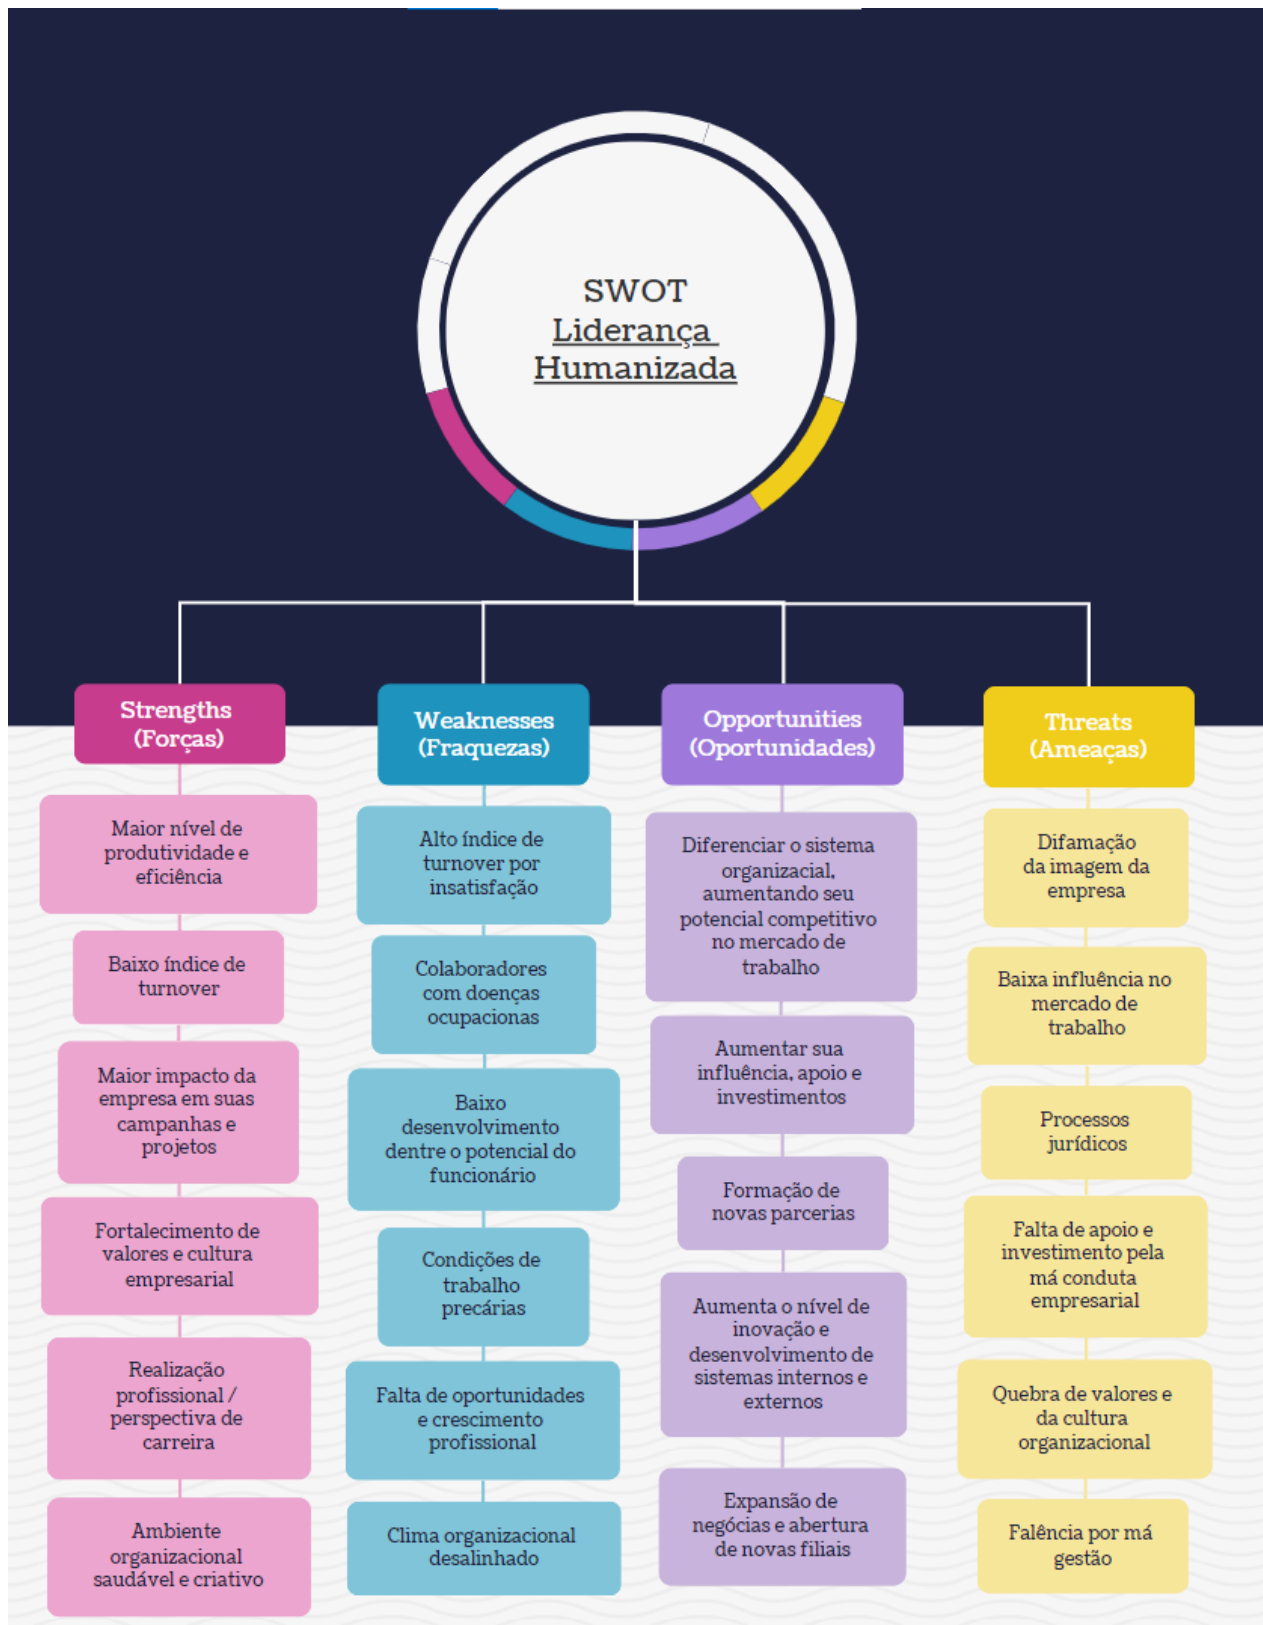 SWOT
Liderança
Humanizada
Strengths
(Forças)
Maior nível de
produtividade e
eficiência
Baixo índice de
turnover
Maior impacto da
empresa em suas
campanhas e
projetos
Fortalecimento de
valores e cultura
empresarial
Realização
profissional /
perspectiva de
carreira
Ambiente
organizacional
saudável e criativo
Weaknesses
(Fraquezas)
Alto índice de
turnover por
insatisfação
Colaboradores
com doenças
ocupacionas
Baixo
desenvolvimento
dentre o potencial do
funcionário
Condições de
trabalho
precárias
Falta de oportunidades
e crescimento
profissional
Clima organizacional
desalinhado
Opportunities
(Oportunidades)
Diferenciar o sistema
organizacial,
aumentando seu
potencial competitivo
no mercado de
trabalho
Aumentar sua
influência, apoio e
investimentos
Formação de
novas parcerias
Aumenta o nível de
inovação e
desenvolvimento de
sistemas internos e
externos
Expansão de
negócias e abertura
de novas filiais
Threats
(Ameaças)
Difamação
da imagem da
empresa
Baixa influência no
mercado de
trabalho
Processos
jurídicos
Falta de apoio e
investimento pela
má conduta
empresarial
Quebra de valores e
da cultura
organizacional
Falência por má
gestão